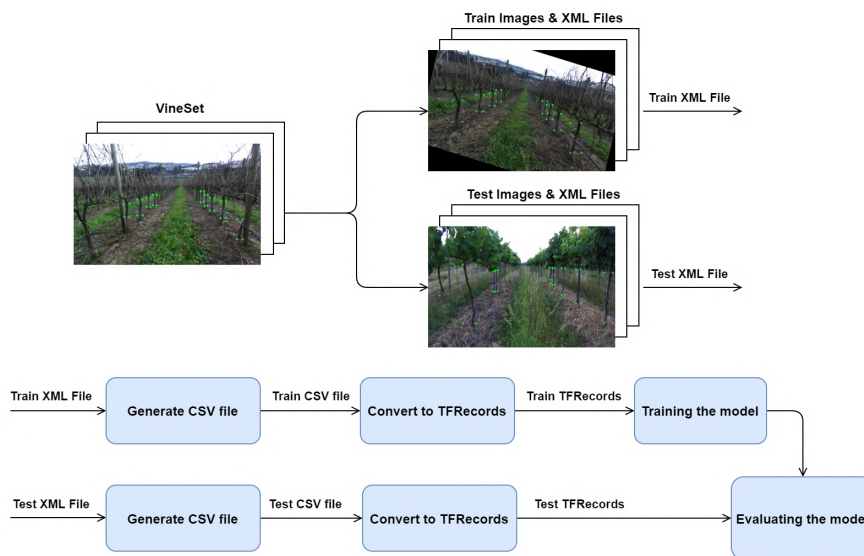 Train Images & XML Files
VineSet
Train XML File
Test Images & XML Files
Test XML File
Train XML File
Generate CSV file
Train CSV file
Convert to TFRecords
Train TFRecords
Training the model
Test XML File
Generate CSV file
Test CSV file
Convert to TFRecords
Test TFRecords
Evaluating the model